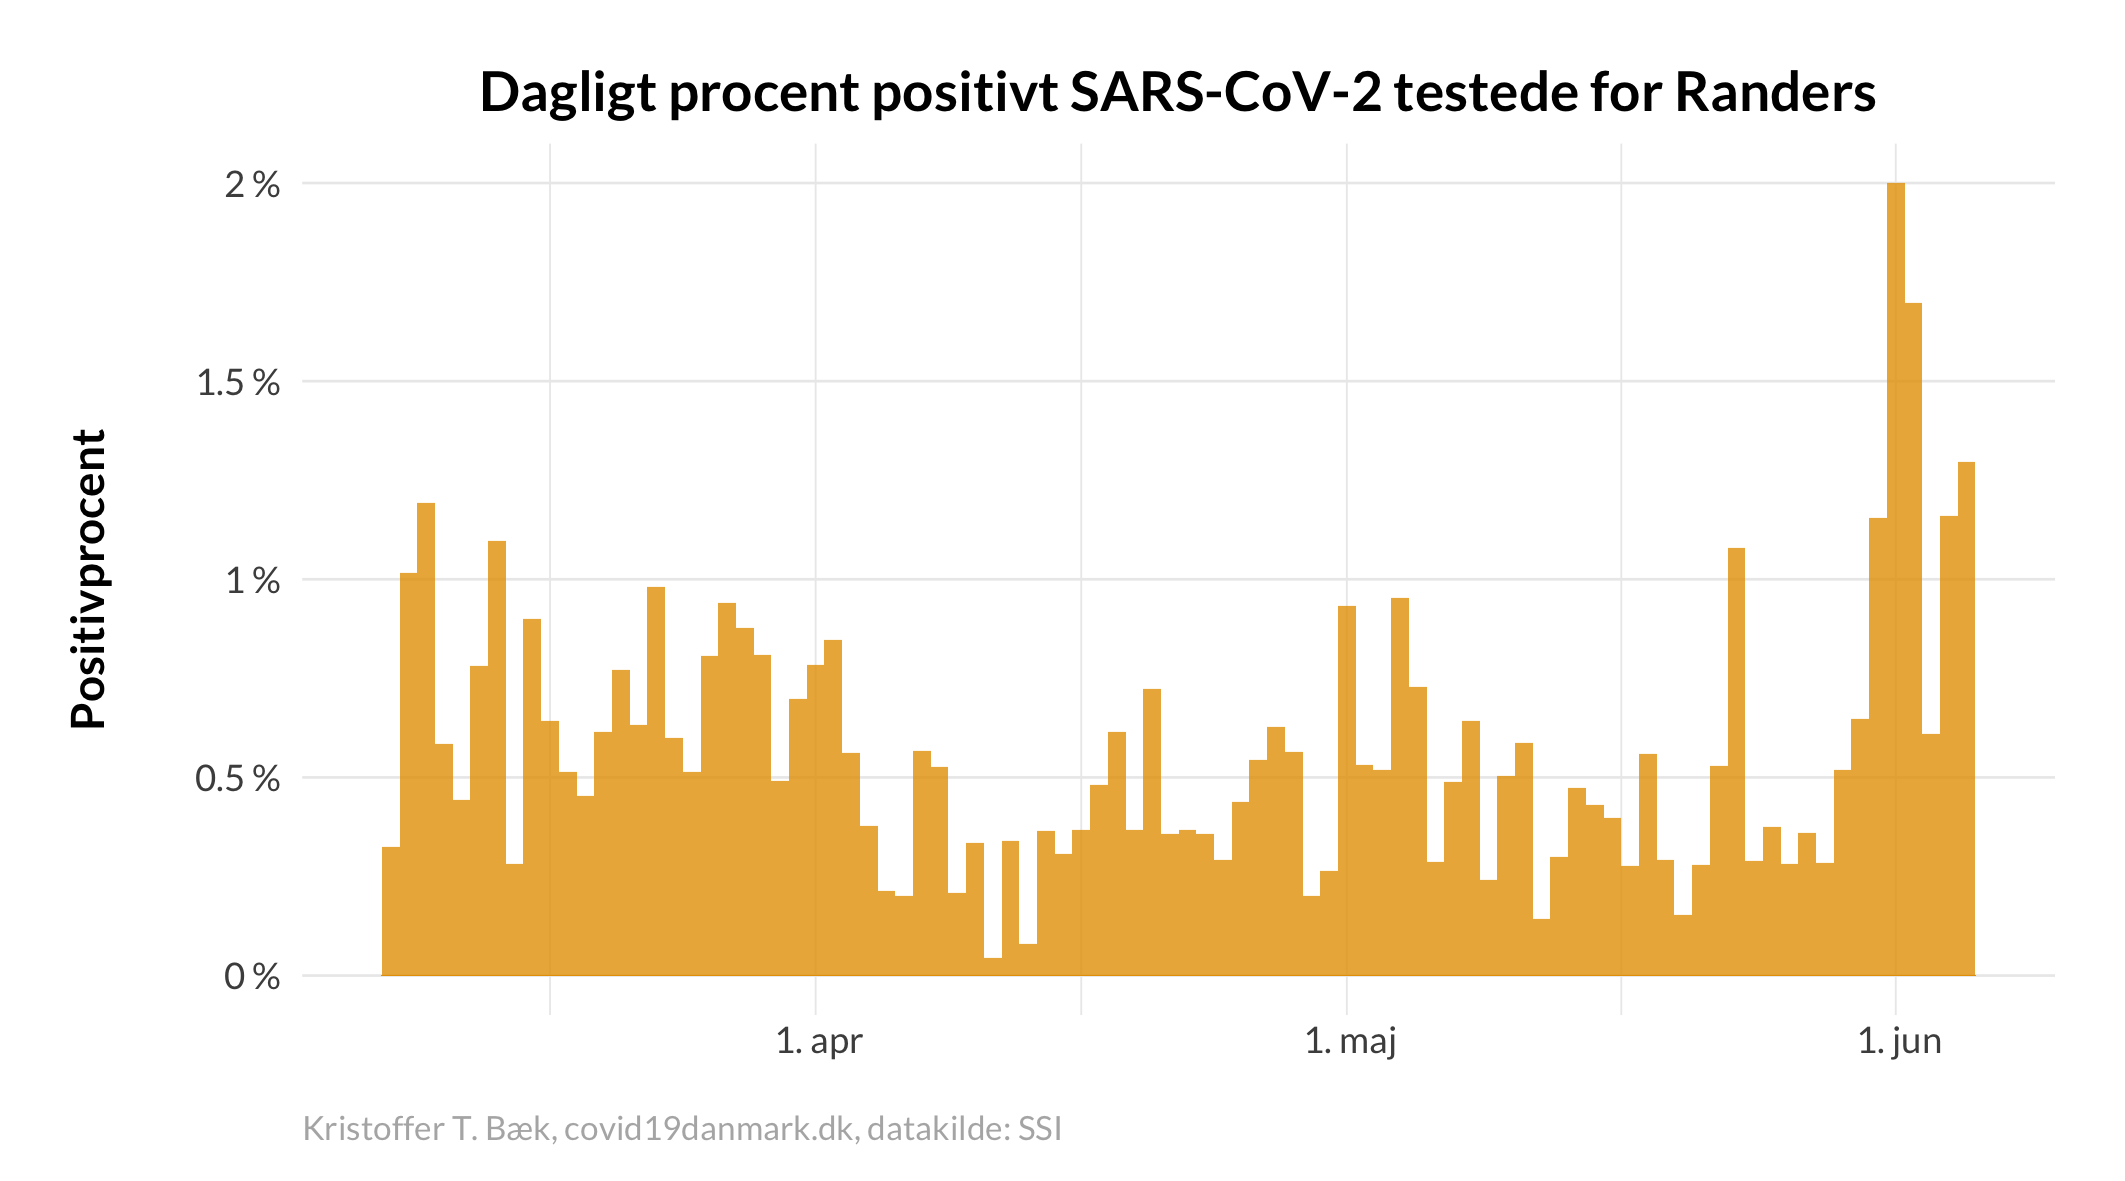 Dagligt procent positivt SARS-CoV-2 testede for Randers
Positivprocent
2 %
1.5 %
1 %
0.5 %
0 %
1. apr
1. maj
1. jun
Kristoffer T. Bæk, covid19danmark.dk, datakilde: SSI